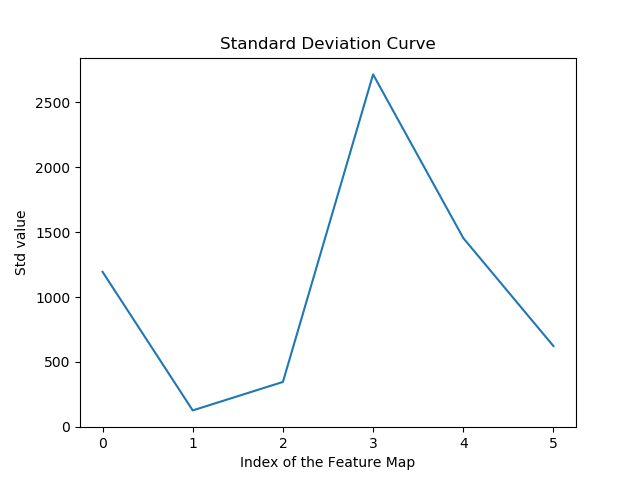 Standard Deviation Curve
Std value
2500
2000
1500
1000
500
0
0 1 2 3 4 5
Index of the Feature Map